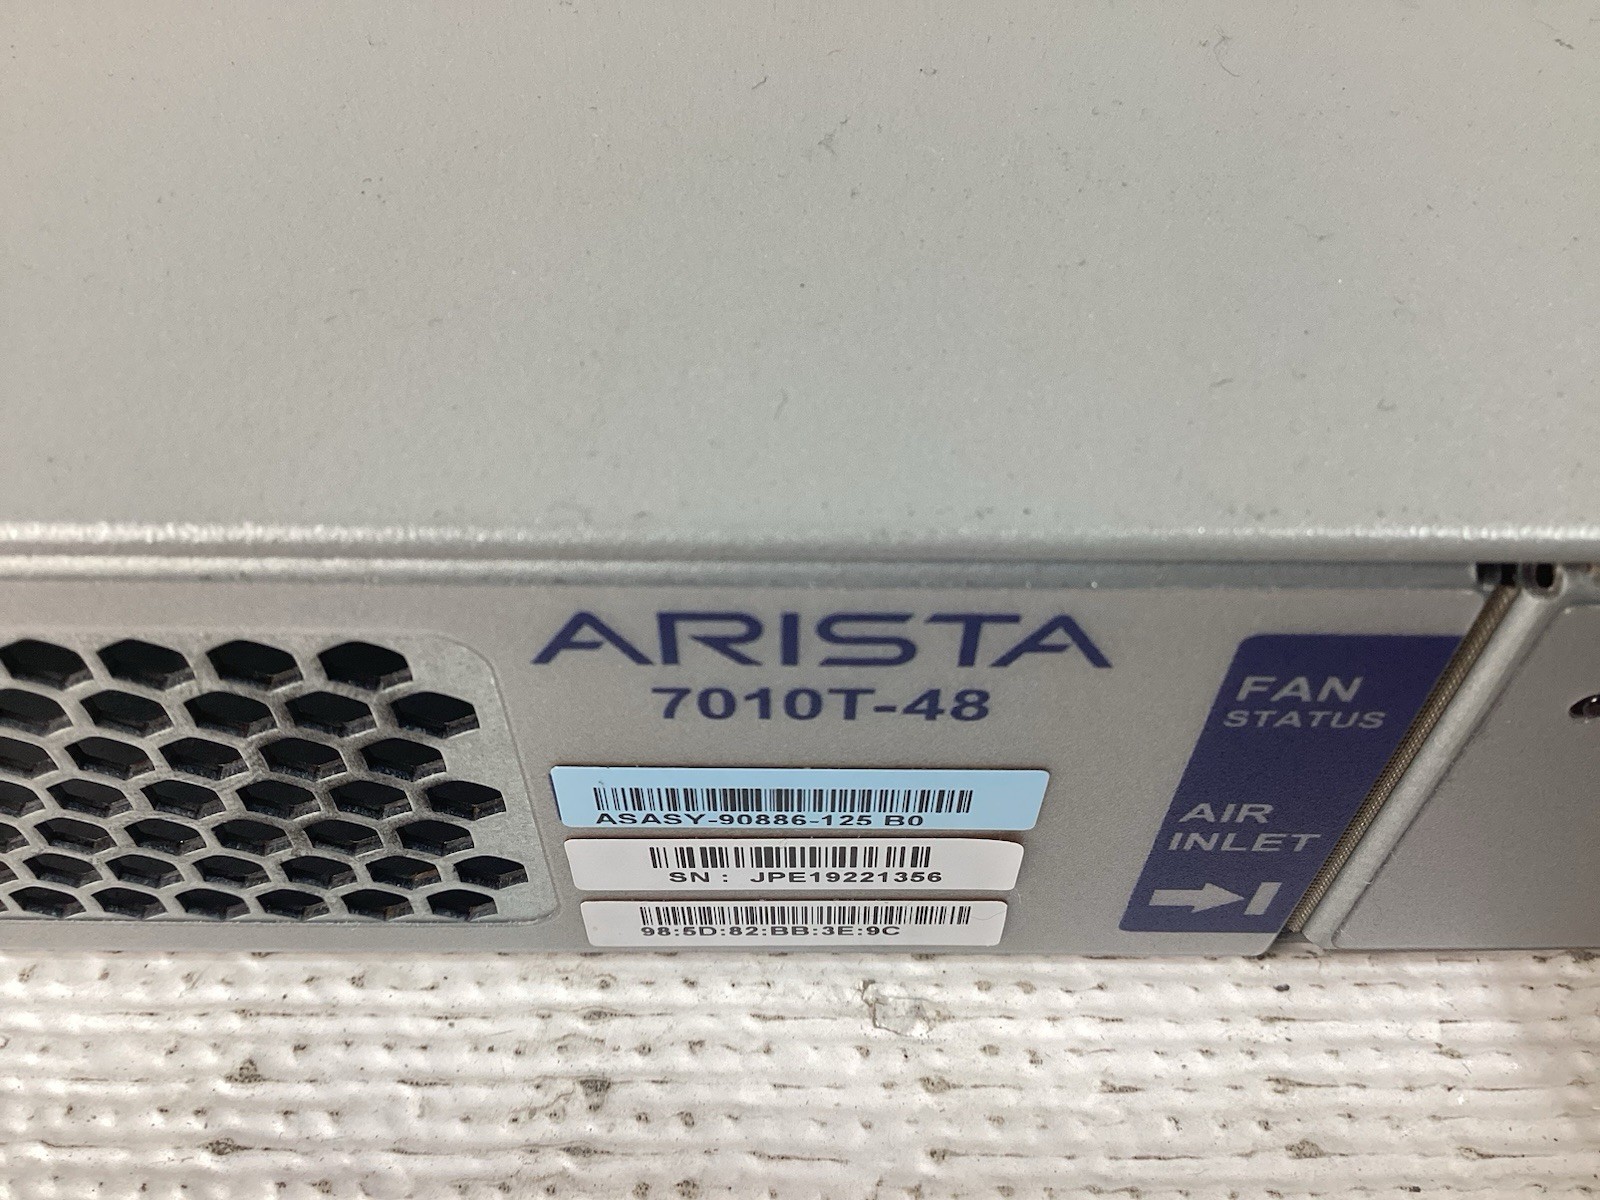 ARISTA
7010T-48
ASASY-90886-125 B0
SN : JPE19221356
98:5D:82:BB:3E:9C
FAN
STATUS
AIR
INLET